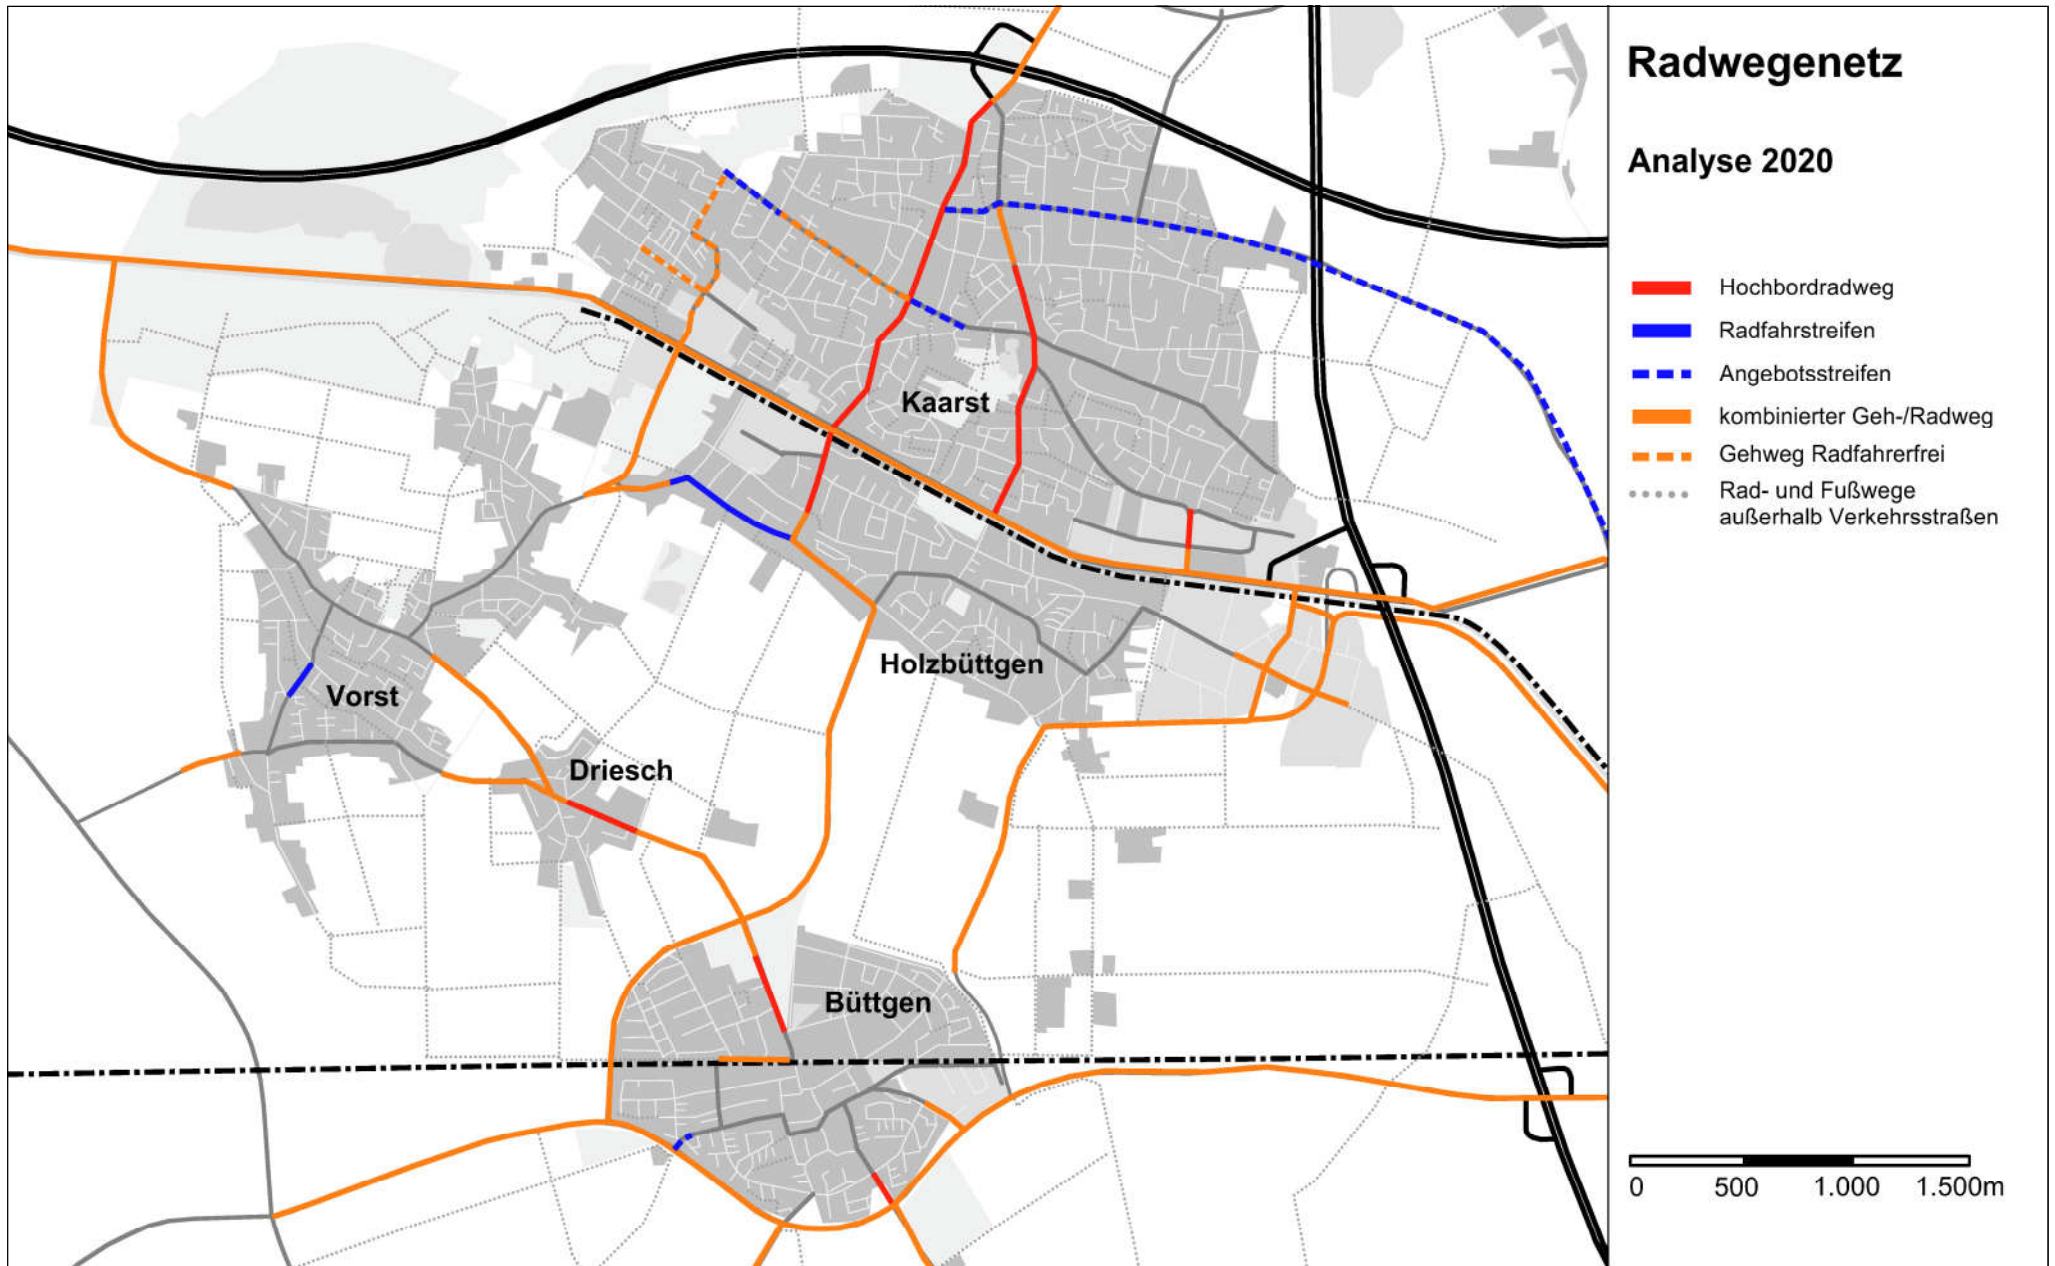 Radwegenetz
Analyse 2020
Hochbordradweg
Radfahrstreifen
Angebotsstreifen
kombinierter Geh-/Radweg
Gehweg Radfahrerfrei
Rad- und Fußwege
außerhalb Verkehrsstraßen
Kaarst
Holzbüttgen
Vorst
Driesch
Büttgen
0 500 1.000 1.500m